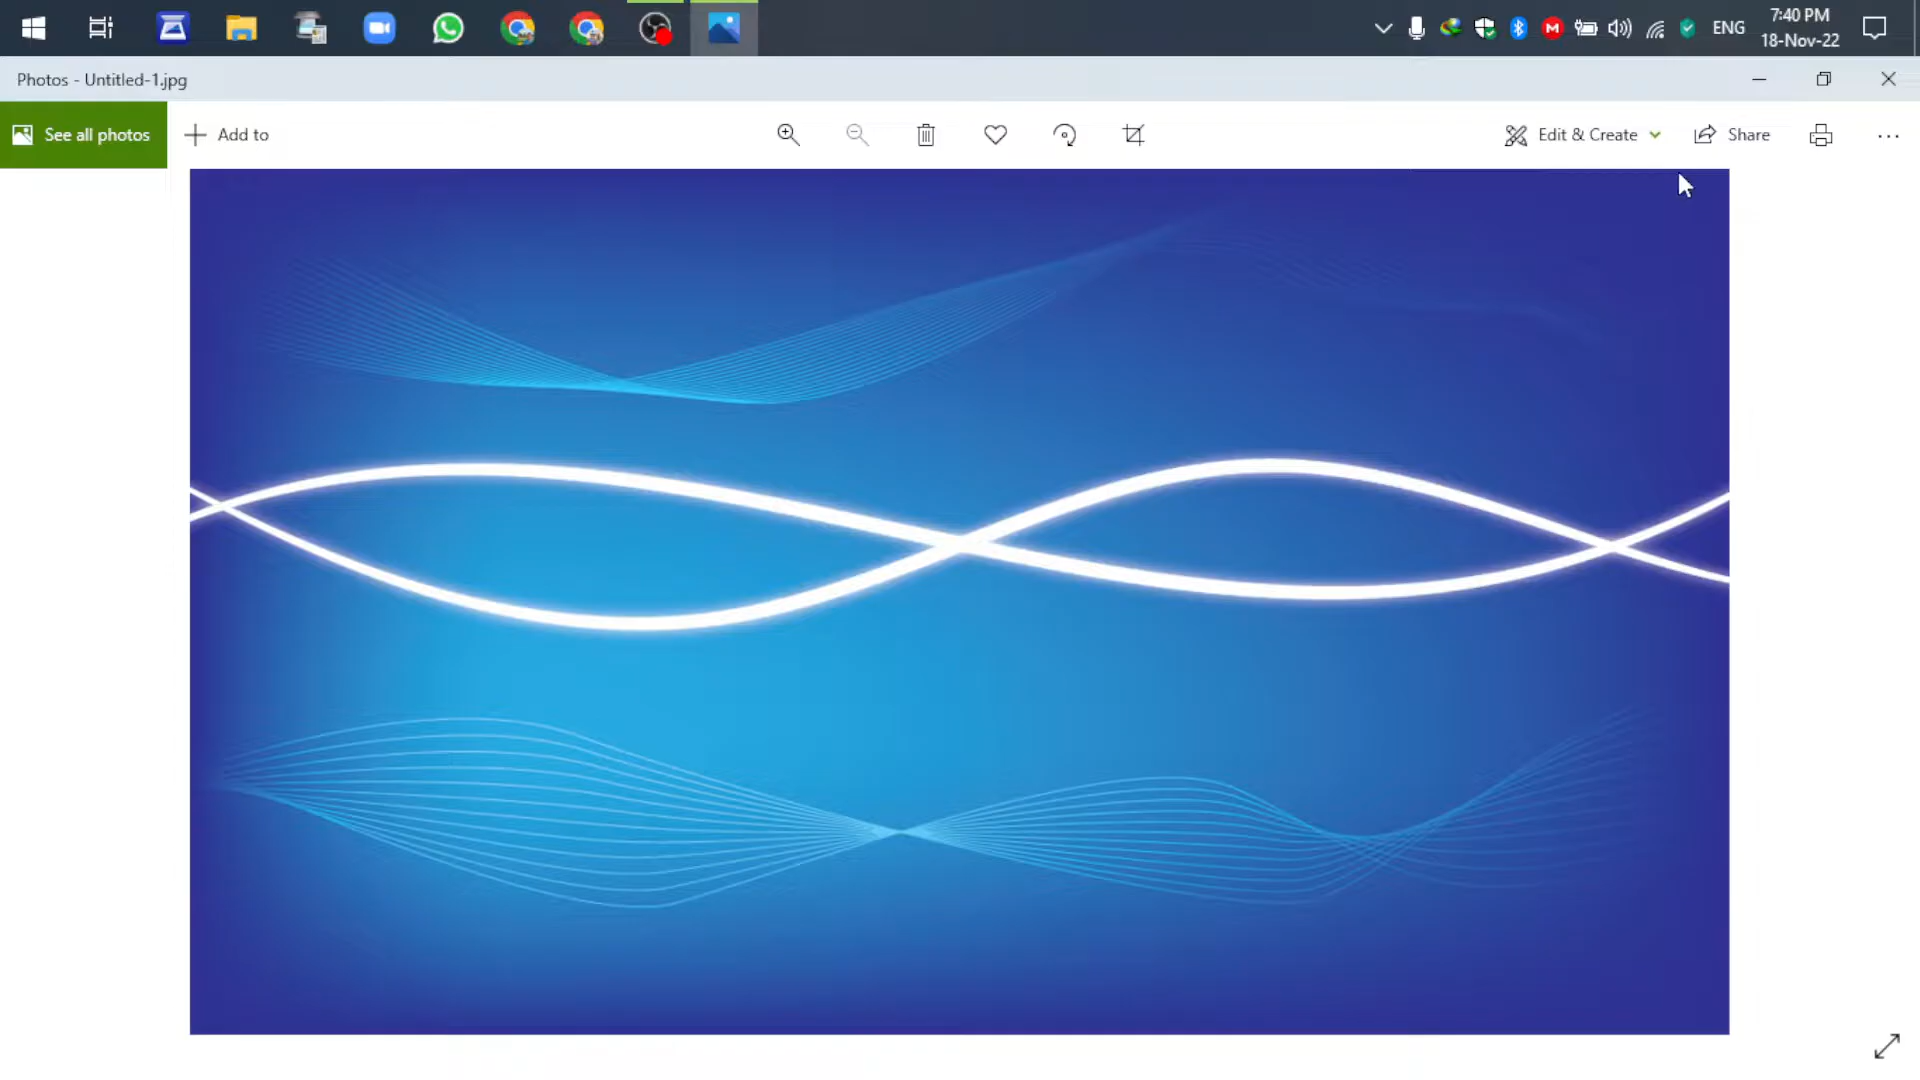 ENG
7:40 PM
18-Nov-22
Photos - Untitled-1.jpg
See all photos
Add to
Edit & Create
Share